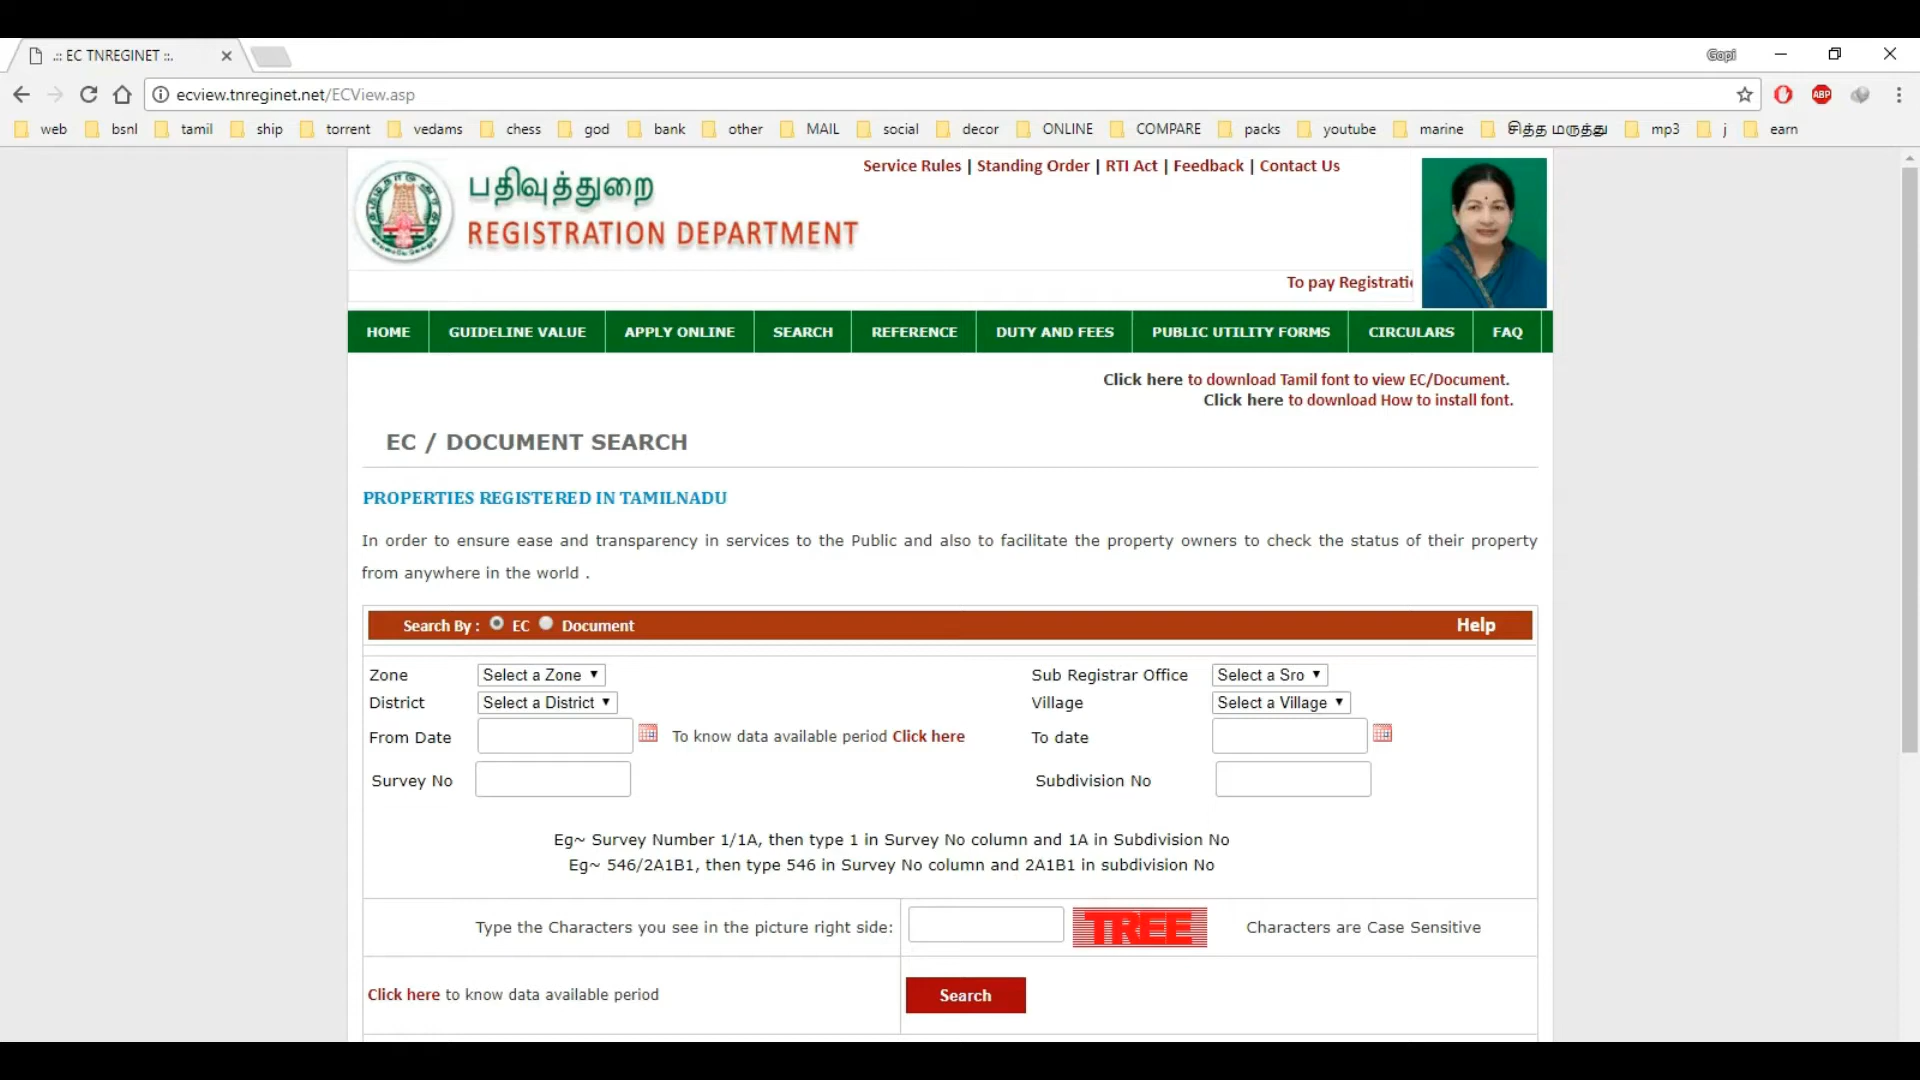 .:: EC TNREGINET ::.
Gopi
ecview.tnreginet.net/ECView.asp
ABP
web bsnl tamil ship torrent vedams chess god bank other MAIL social decor ONLINE COMPARE packs youtube marine சித்த மருத்து mp3 j earn
பதிவுத்துறை
REGISTRATION DEPARTMENT
Service Rules | Standing Order | RTI Act | Feedback | Contact Us
To pay Registratio
HOME GUIDELINE VALUE APPLY ONLINE SEARCH REFERENCE DUTY AND FEES PUBLIC UTILITY FORMS CIRCULARS FAQ
Click here to download Tamil font to view EC/Document.
Click here to download How to install font.
EC / DOCUMENT SEARCH
PROPERTIES REGISTERED IN TAMILNADU
In order to ensure ease and transparency in services to the Public and also to facilitate the property owners to check the status of their property
from anywhere in the world .
Search By : EC Document Help
Zone Select a Zone Sub Registrar Office Select a Sro
District Select a District Village Select a Village
From Date To know data available period Click here To date
Survey No Subdivision No
Eg~ Survey Number 1/1A, then type 1 in Survey No column and 1A in Subdivision No
Eg~ 546/2A1B1, then type 546 in Survey No column and 2A1B1 in subdivision No
Type the Characters you see in the picture right side: TREE Characters are Case Sensitive
Click here to know data available period Search